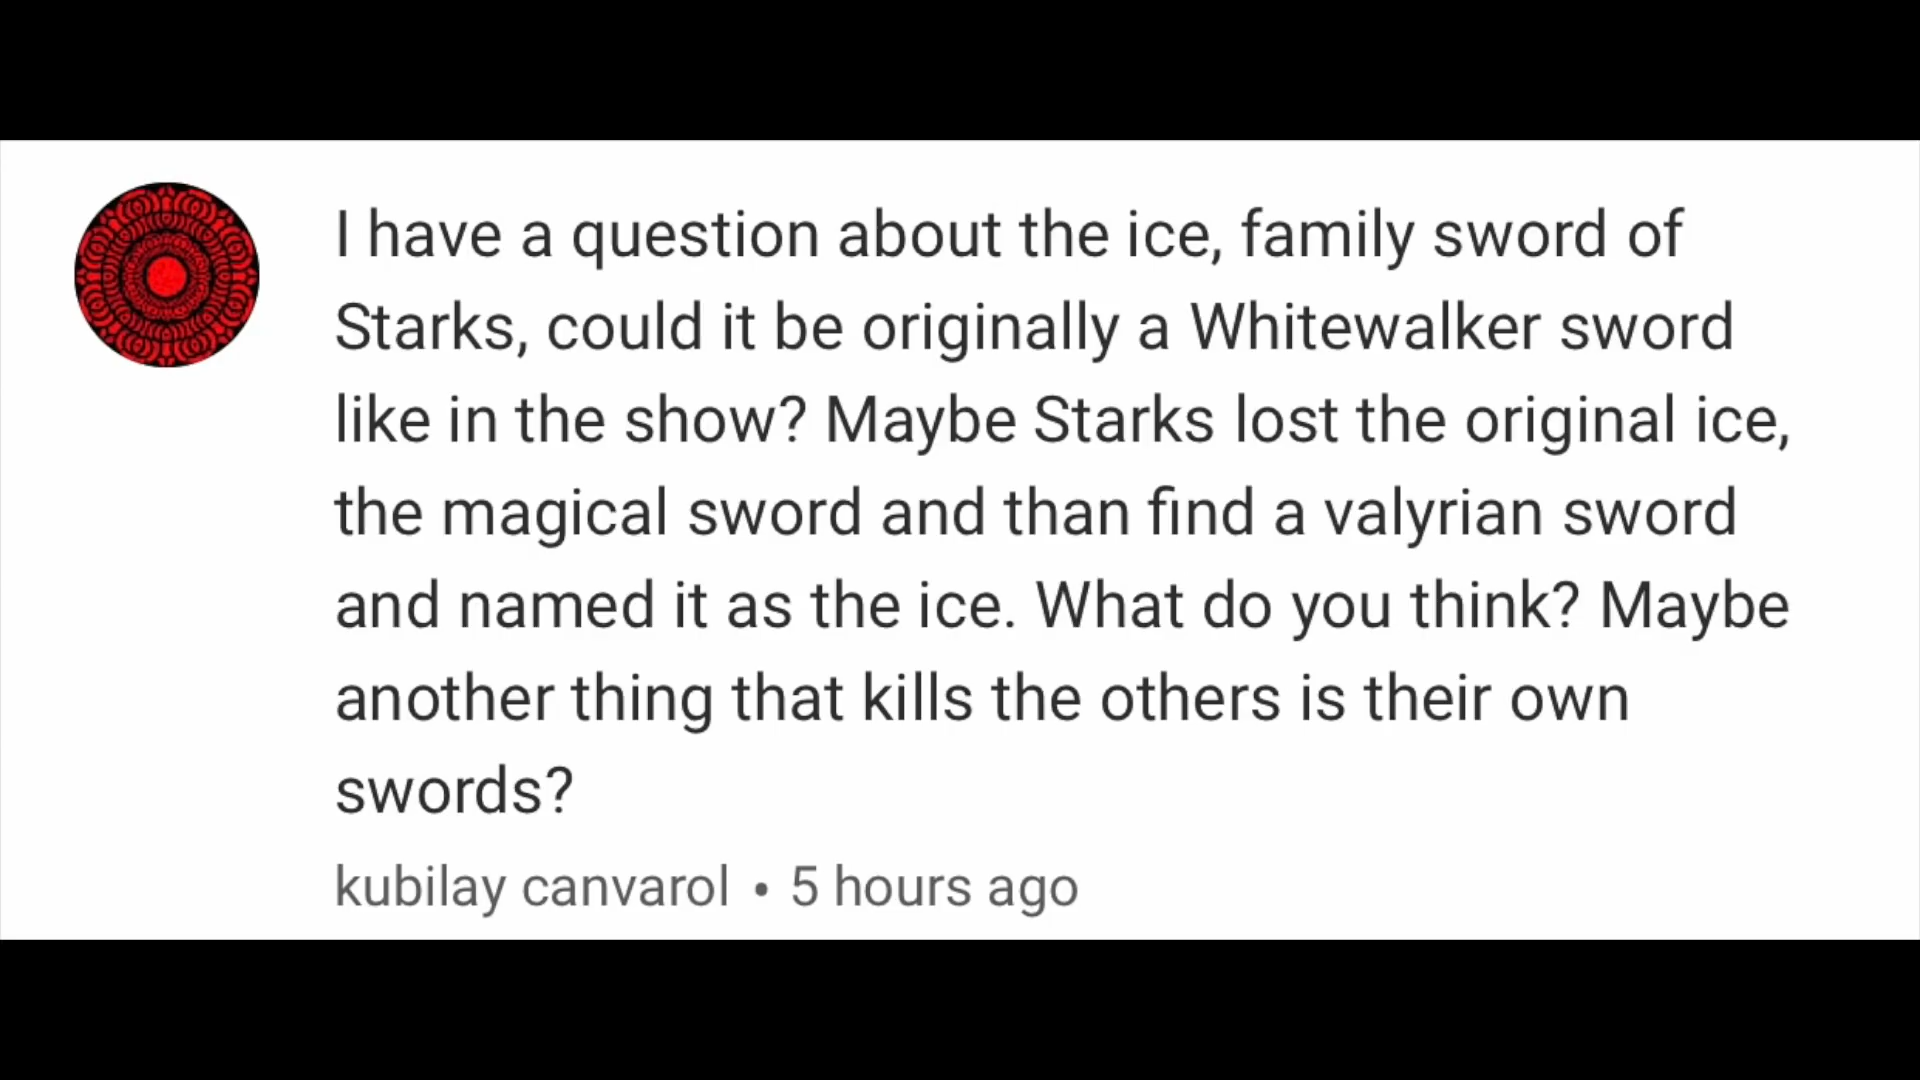 I have a question about the ice, family sword of
Starks, could it be originally a Whitewalker sword
like in the show? Maybe Starks lost the original ice,
the magical sword and than find a valyrian sword
and named it as the ice. What do you think? Maybe
another thing that kills the others is their own
swords?
kubilay canvarol • 5 hours ago